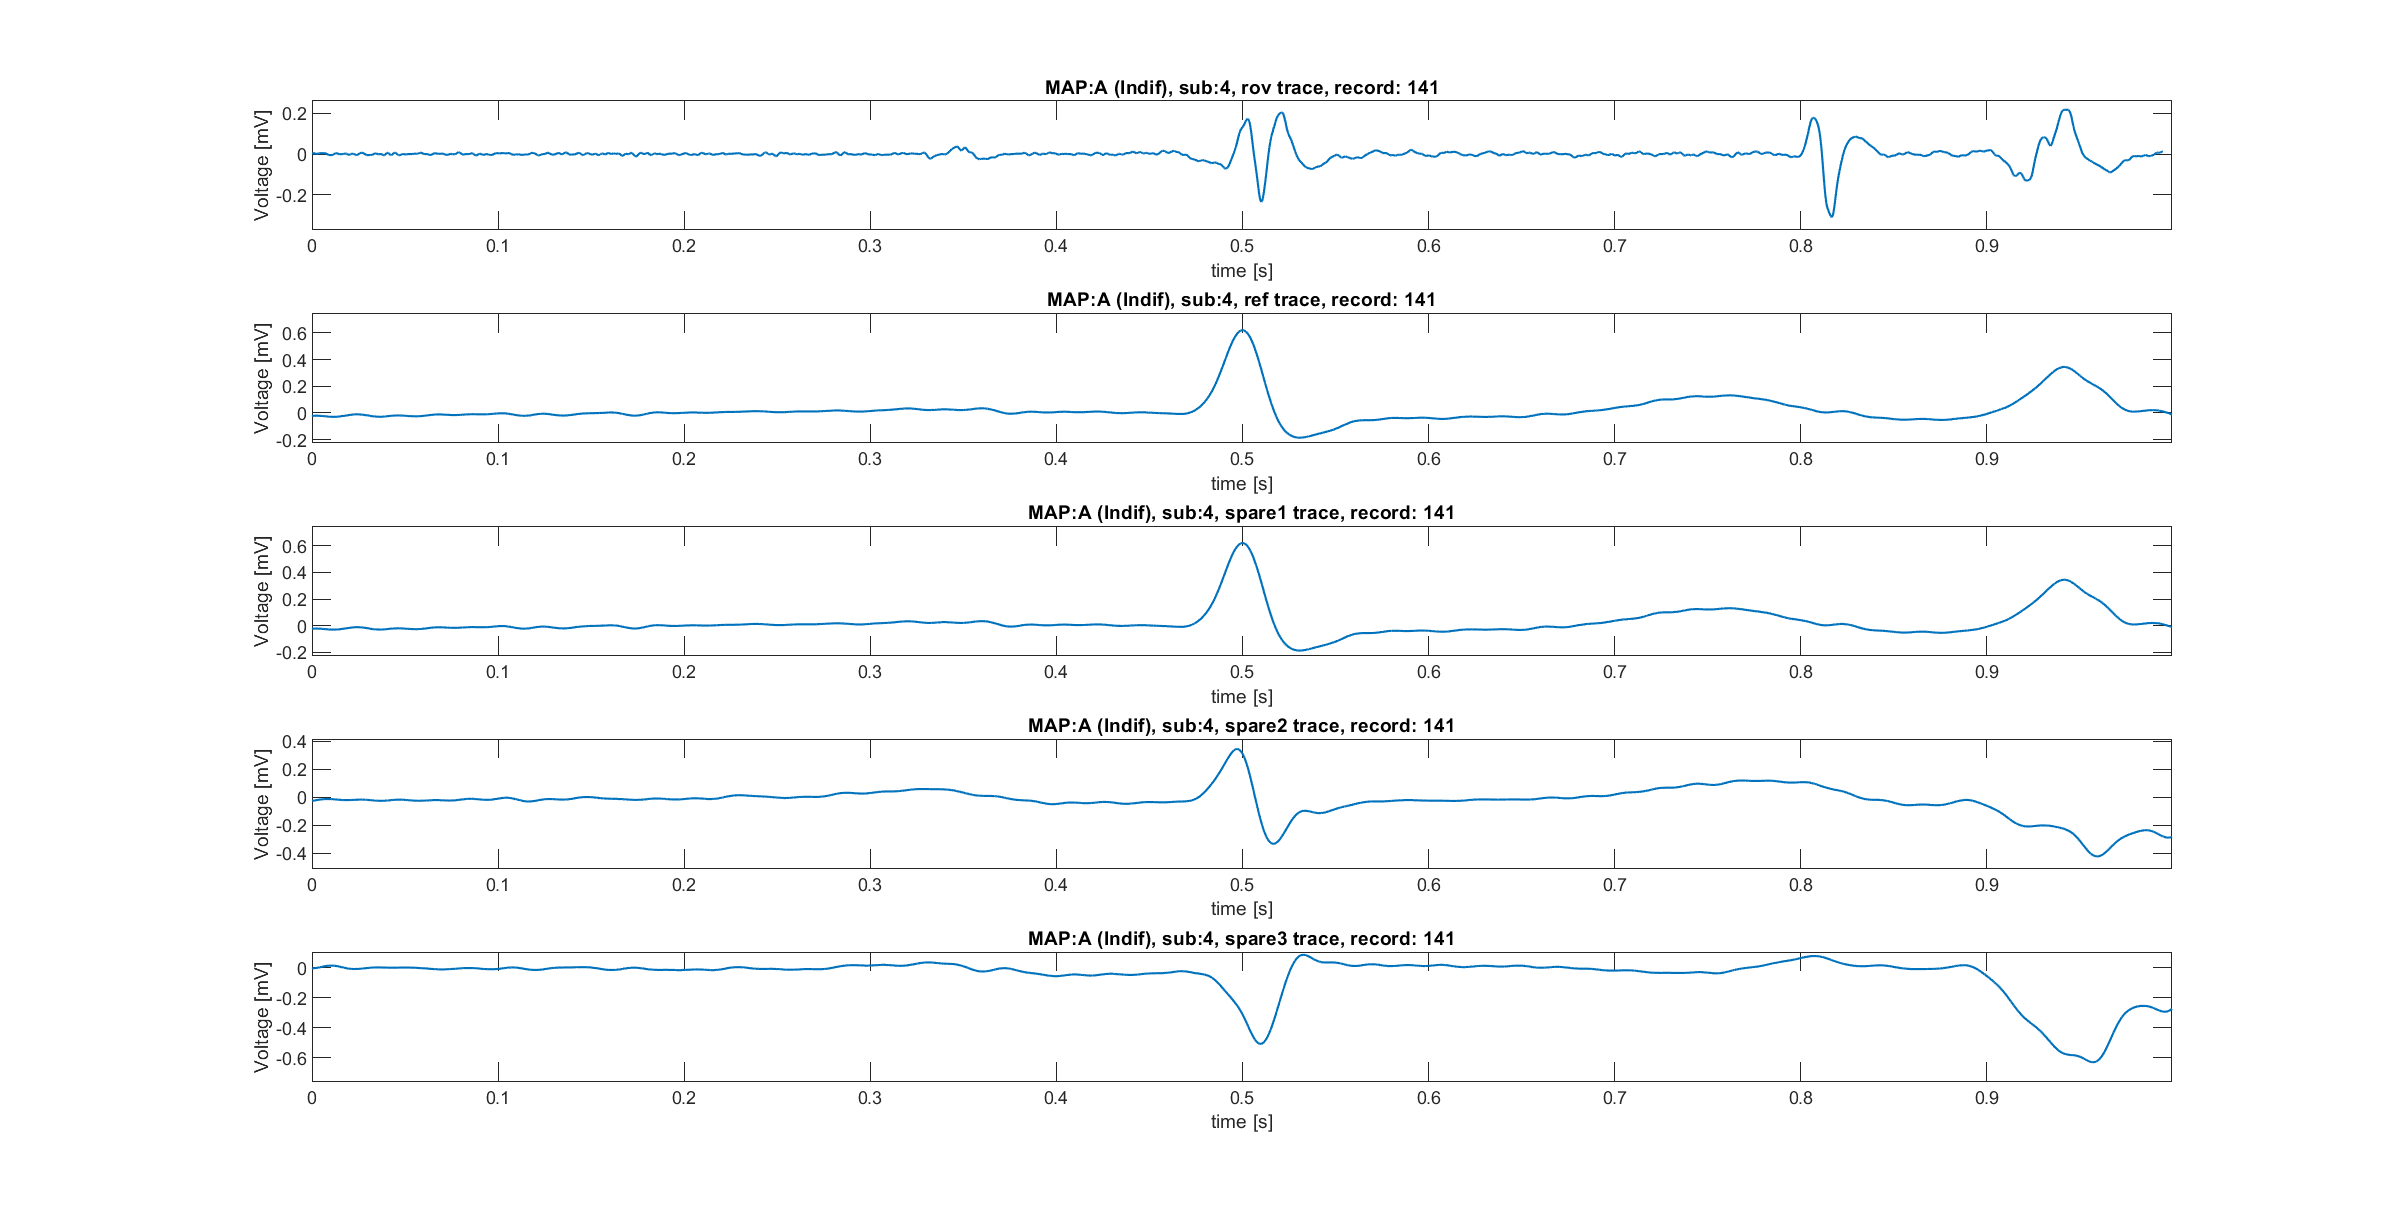 MAP:A (Indif), sub:4, rov trace, record: 141
Voltage [mV]
0.2
0
-0.2
0 0.1 0.2 0.3 0.4 0.5 0.6 0.7 0.8 0.9
time [s]
MAP:A (Indif), sub:4, ref trace, record: 141
Voltage [mV]
0.6
0.4
0.2
0
-0.2
0 0.1 0.2 0.3 0.4 0.5 0.6 0.7 0.8 0.9
time [s]
MAP:A (Indif), sub:4, spare1 trace, record: 141
Voltage [mV]
0.6
0.4
0.2
0
-0.2
0 0.1 0.2 0.3 0.4 0.5 0.6 0.7 0.8 0.9
time [s]
MAP:A (Indif), sub:4, spare2 trace, record: 141
Voltage [mV]
0.4
0.2
0
-0.2
-0.4
0 0.1 0.2 0.3 0.4 0.5 0.6 0.7 0.8 0.9
time [s]
MAP:A (Indif), sub:4, spare3 trace, record: 141
Voltage [mV]
0
-0.2
-0.4
-0.6
0 0.1 0.2 0.3 0.4 0.5 0.6 0.7 0.8 0.9
time [s]